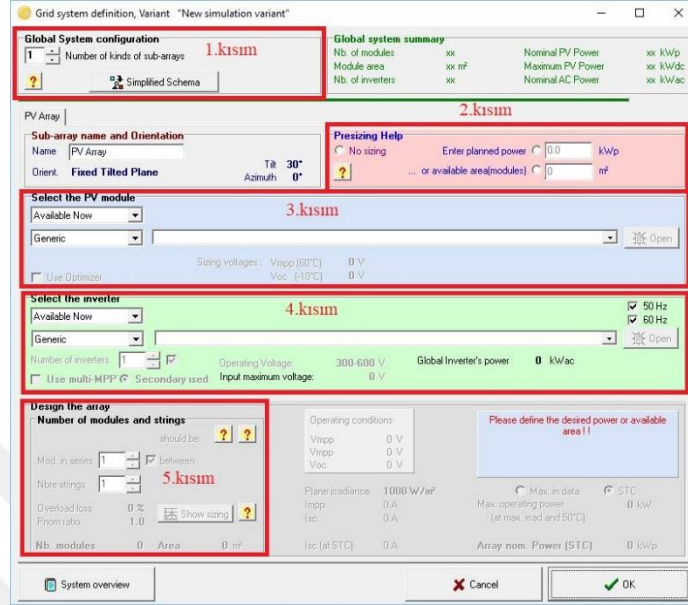 Grid system definition, Variant "New simulation variant"
Global System configuration
1 Number of kinds of sub-arrays
1.kısım
? Simplified Schema
Global system summary
Nb. of modules xx Nominal PV Power xx kWp
Module area xx m² Maximum PV Power xx kWdc
Nb. of inverters xx Nominal AC Power xx kWac
2.kısım
PV Array
Sub-array name and Orientation
Name PV Array
Orient. Fixed Tilted Plane
Tilt 30°
Azimuth 0°
Presizing Help
No sizing Enter planned power 0.0 kWp
? ... or available area(modules) 0 m²
Select the PV module
Available Now
3.kısım
Generic Open
Sizing voltages : Vmpp (60°C) 0 V
Use Optimizer Voc (-10°C) 0 V
Select the inverter
Available Now
4.kısım
50 Hz
60 Hz
Generic Open
Number of inverters 1 Operating Voltage: 300-600 V Global Inverter's power 0 kWac
Use multi-MPP Secondary ised Input maximum voltage: 0 V
Design the array
Number of modules and strings
should be ? ?
Mod. in series 1 between
Nbre strings 1
5.kısım
Overload loss 0 %
Pnom ratio 1.0
Show sizing ?
Nb. modules 0 Area 0 m²
Operating conditions
Vmpp 0 V
Vmpp 0 V
Voc 0 V
Plane irradiance 1000 W/m²
Impp 0 A
Isc 0 A
Isc (at STC) 0 A
Please define the desired power or available
area !!
Max. in data STC
Max. operating power 0 kW
(at max. irrad and 50°C)
Array nom. Power (STC) 0 kWp
System overview
Cancel
OK